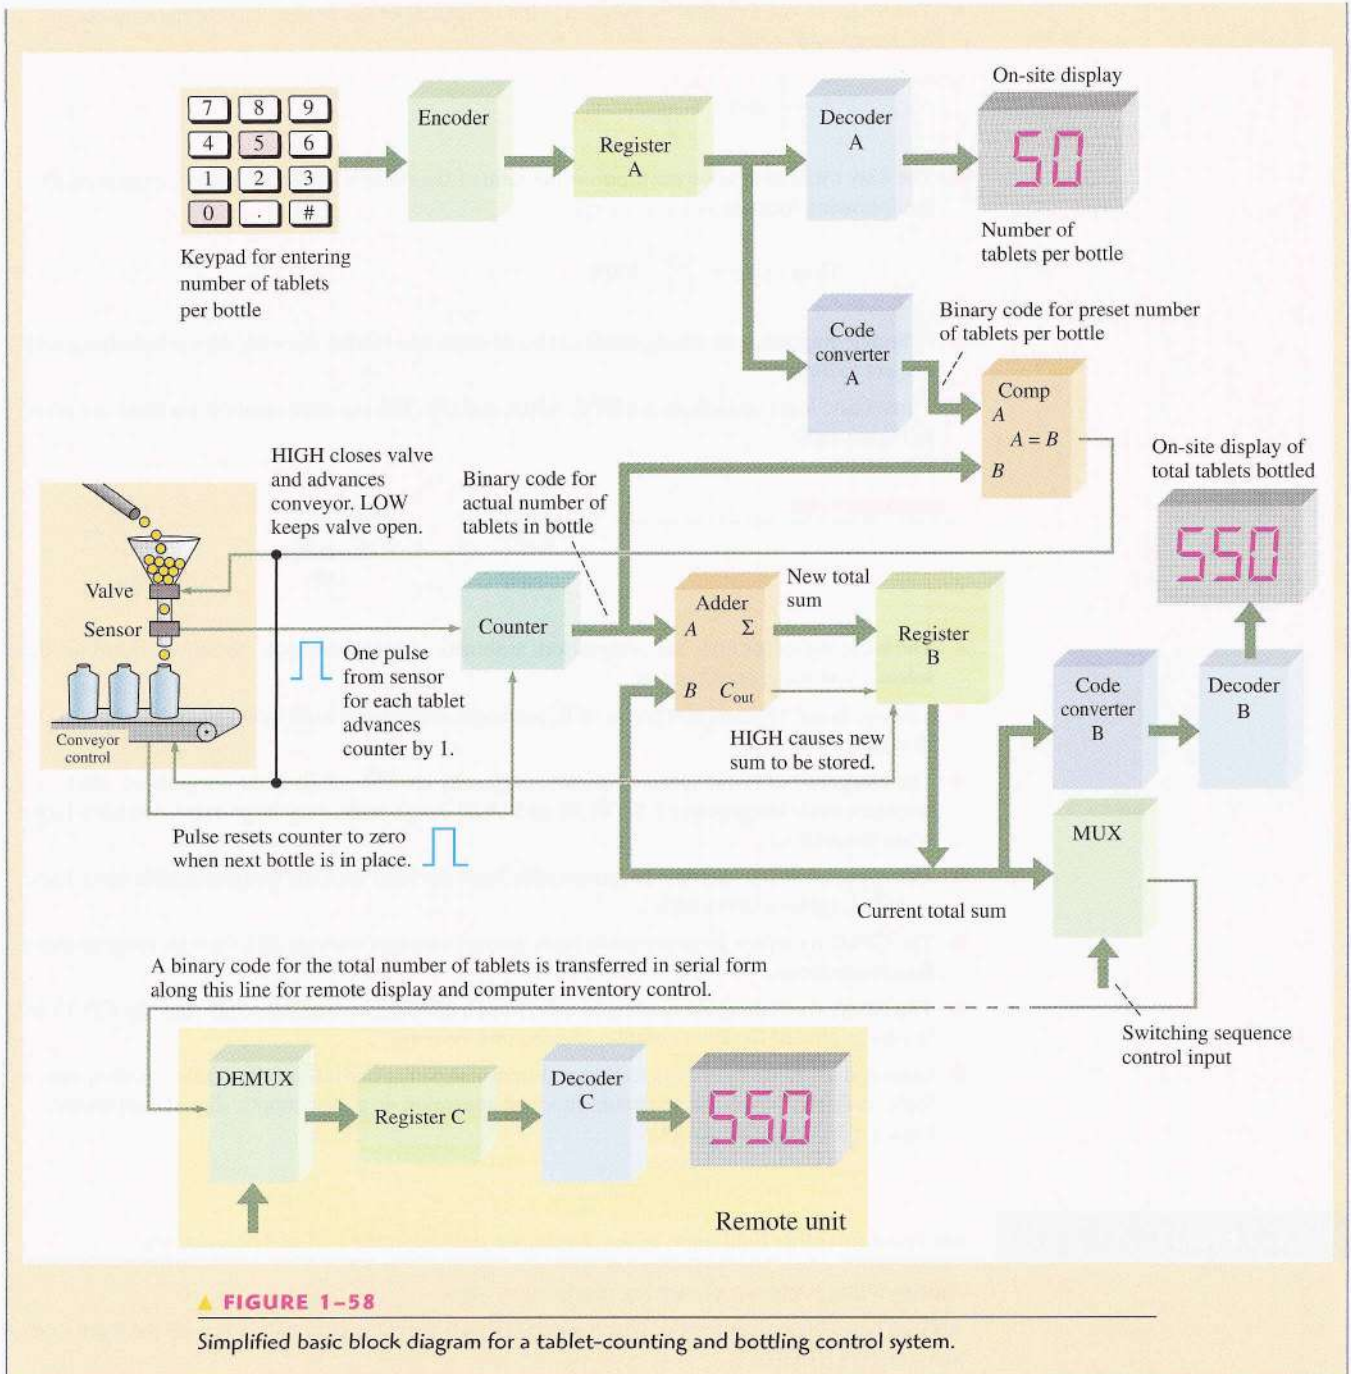 7 8 9
4 5 6
1 2 3
0 . #
Keypad for entering
number of tablets
per bottle
Encoder
Register
A
Decoder
A
On-site display
50
Number of
tablets per bottle
Code
converter
A
Binary code for preset number
of tablets per bottle
Comp
A
A = B
B
On-site display of
total tablets bottled
550
HIGH closes valve
and advances
conveyor. LOW
keeps valve open.
Binary code for
actual number of
tablets in bottle
Valve
Sensor
Conveyor
control
Counter
One pulse
from sensor
for each tablet
advances
counter by 1.
Adder
A Σ
B Cout
New total
sum
Register
B
HIGH causes new
sum to be stored.
Code
converter
B
Decoder
B
Pulse resets counter to zero
when next bottle is in place.
MUX
Current total sum
Switching sequence
control input
A binary code for the total number of tablets is transferred in serial form
along this line for remote display and computer inventory control.
DEMUX
Register C
Decoder
C
550
Remote unit
FIGURE 1–58
Simplified basic block diagram for a tablet-counting and bottling control system.